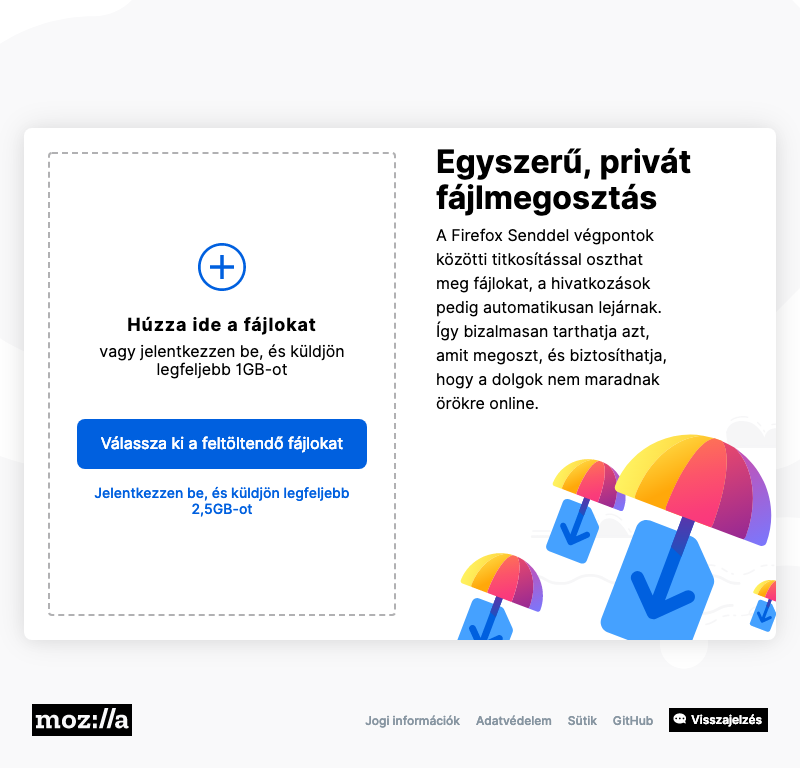 Húzza ide a fájlokat
vagy jelentkezzen be, és küldjön
legfeljebb 1GB-ot
Válassza ki a feltöltendő fájlokat
Jelentkezzen be, és küldjön legfeljebb
2,5GB-ot
Egyszerű, privát
fájlmegosztás
A Firefox Senddel végpontok
közötti titkosítással oszthat
meg fájlokat, a hivatkozások
pedig automatikusan lejárnak.
Így bizalmasan tarthatja azt,
amit megoszt, és biztosíthatja,
hogy a dolgok nem maradnak
örökre online.
moz://a
Jogi információk Adatvédelem Sütik GitHub Visszajelzés